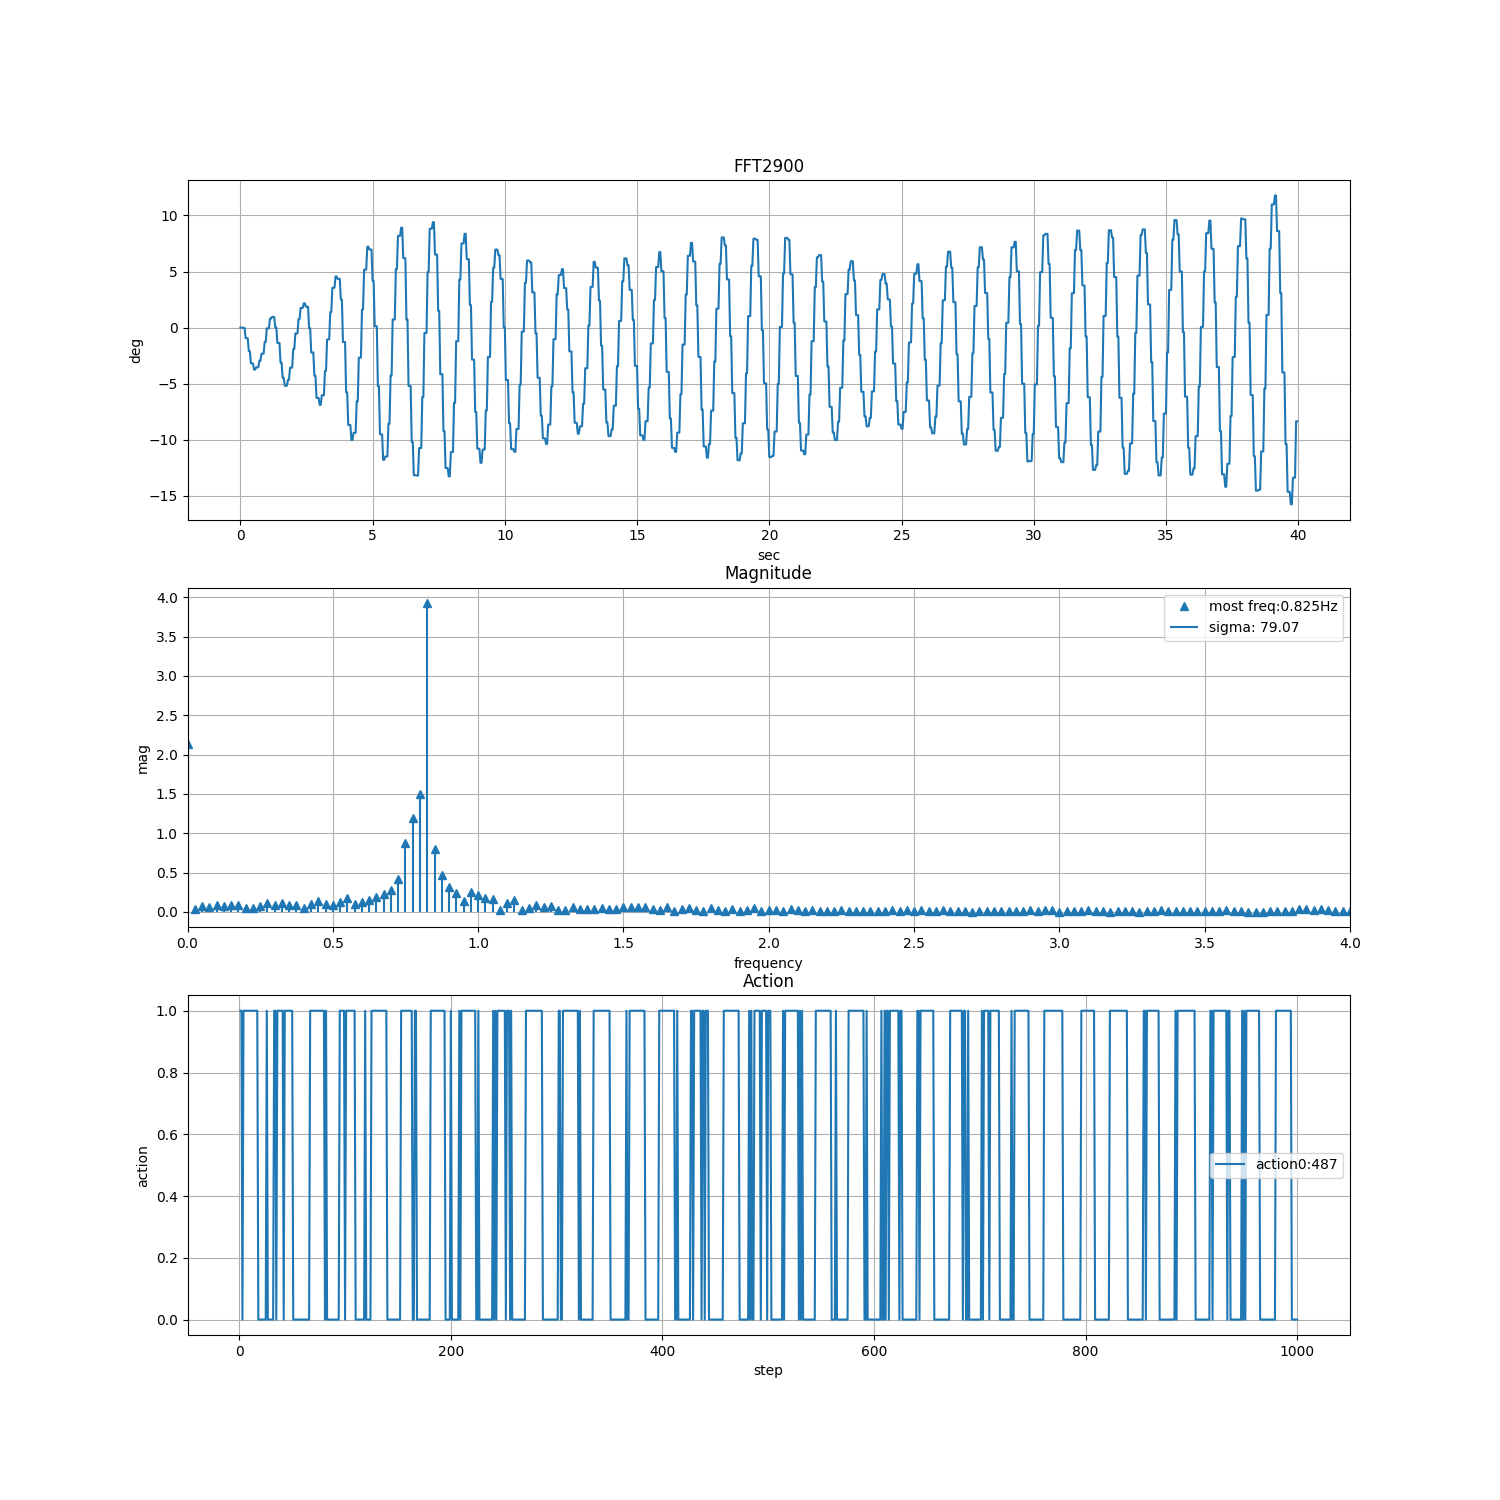 FFT2900
10
5
0
−5
−10
−15
deg
0 5 10 15 20 25 30 35 40
sec
Magnitude
4.0
3.5
3.0
2.5
2.0
1.5
1.0
0.5
0.0
mag
most freq:0.825Hz
sigma: 79.07
0.0 0.5 1.0 1.5 2.0 2.5 3.0 3.5 4.0
frequency
Action
1.0
0.8
0.6
0.4
0.2
0.0
action
action0:487
0 200 400 600 800 1000
step